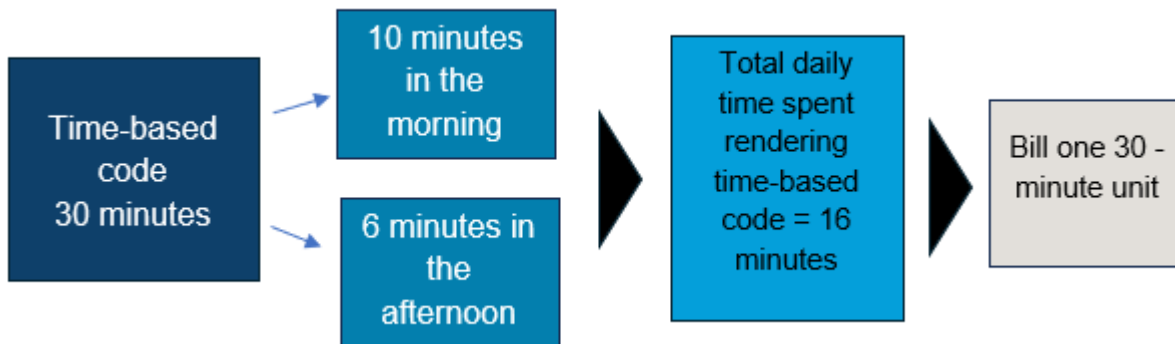 Time-based
code
30 minutes
10 minutes
in the
morning
6 minutes in
the
afternoon
Total daily
time spent
rendering
time-based
code = 16
minutes
Bill one 30 -
minute unit